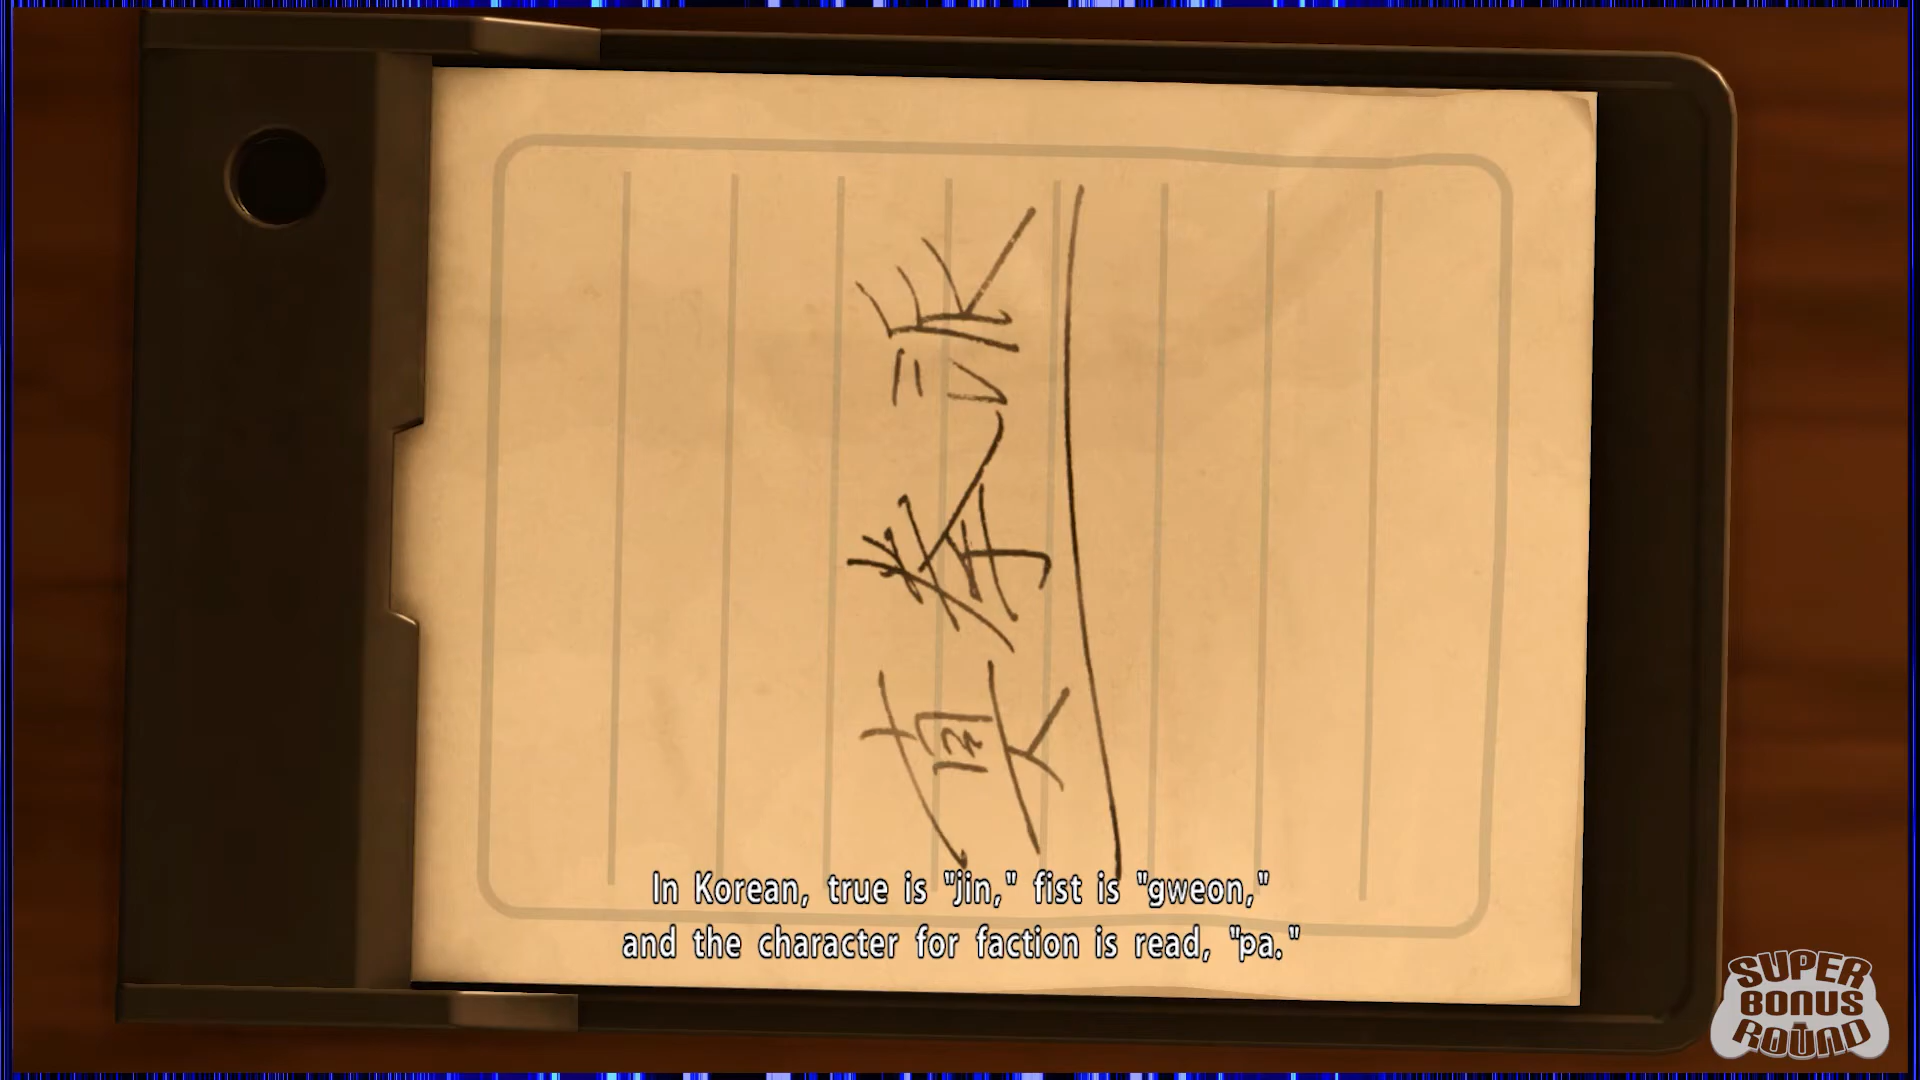 真拳派
In Korean, true is "jin," fist is "gweon,"
and the character for faction is read, "pa."
SUPER
BONUS
ROUND